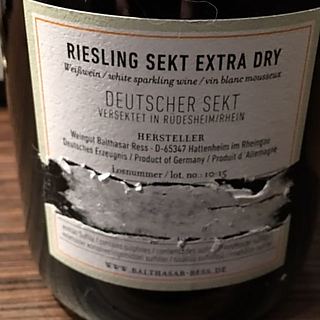 RIESLING SEKT EXTRA DRY
Weißwein / white sparkling wine / vin blanc mousseux
DEUTSCHER SEKT
VERSEKTET IN RÜDESHEIM/RHEIN
HERSTELLER
Weingut Balthasar Ress - D-65347 Hattenheim im Rheingau
Deutsches Erzeugnis / Product of Germany / Produit d'Allemagne
Losnummer / lot. no.: 10-15
WWW.BALTHASAR-RESS.DE